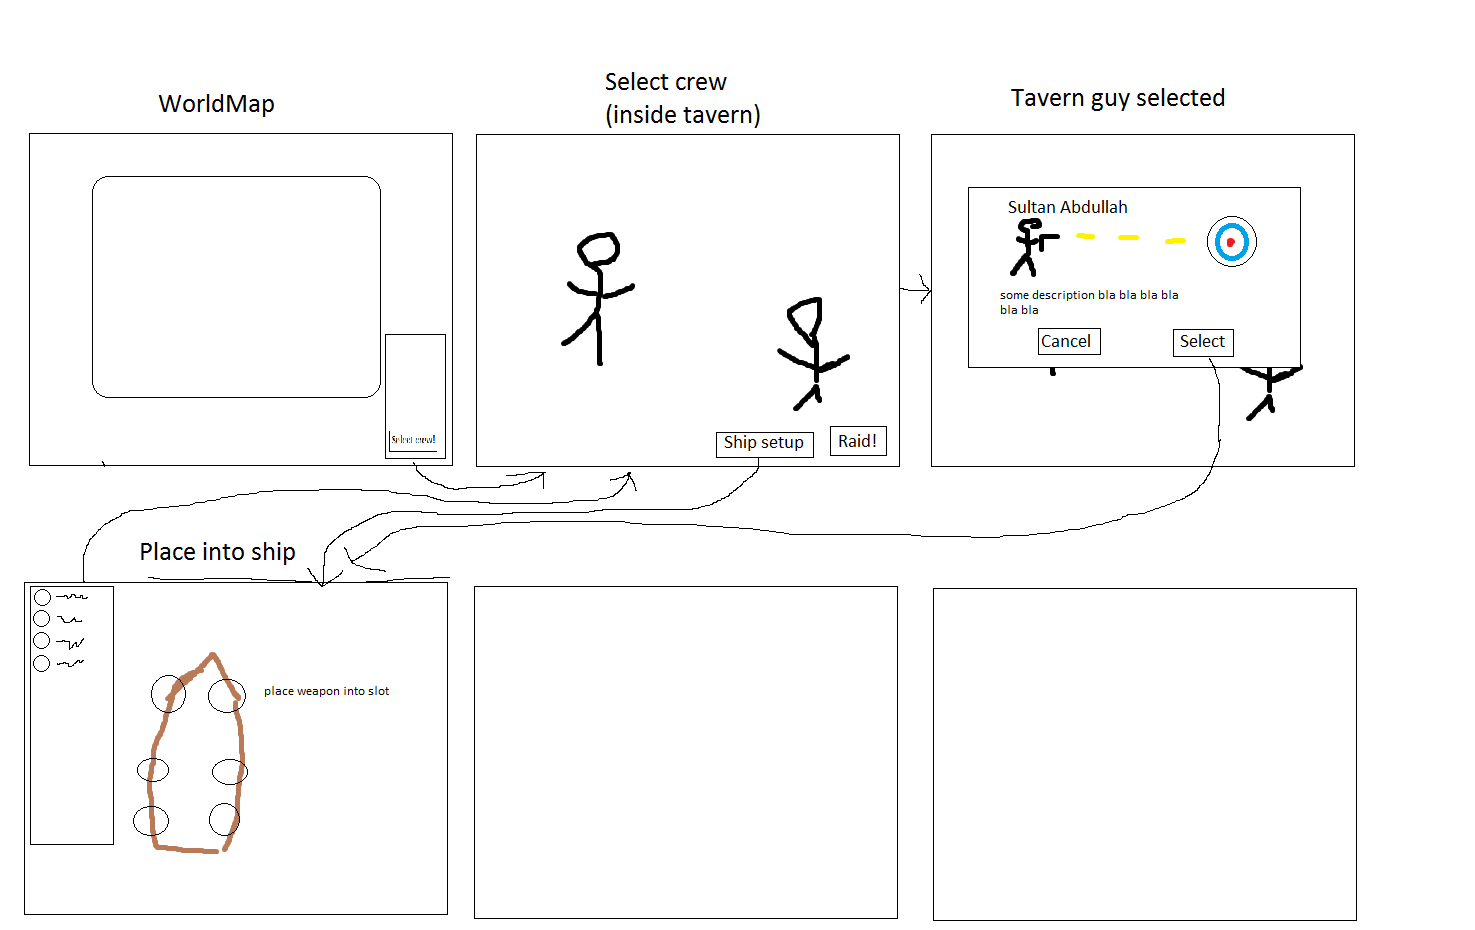 WorldMap
Select crew
(inside tavern)
Tavern guy selected
Select crew!
Ship setup
Raid!
Sultan Abdullah
some description bla bla bla bla
bla bla
Cancel
Select
Place into ship
place weapon into slot